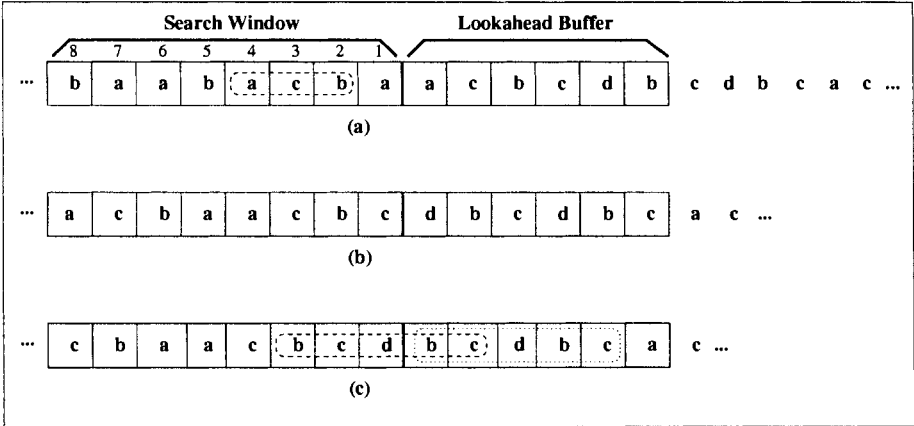 Search Window Lookahead Buffer
8 7 6 5 4 3 2 1
... b a a b a c b a a c b c d b c d b c a c ...
(a)
... a c b a a c b c d b c d b c a c ...
(b)
... c b a a c b c d b c d b c a c ...
(c)